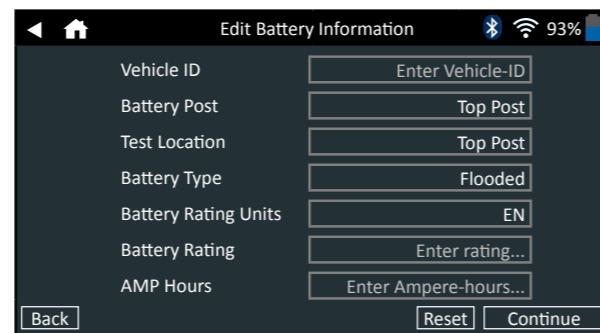 Edit Battery Information 93%
Vehicle ID Enter Vehicle-ID
Battery Post Top Post
Test Location Top Post
Battery Type Flooded
Battery Rating Units EN
Battery Rating Enter rating...
AMP Hours Enter Ampere-hours...
Back Reset Continue